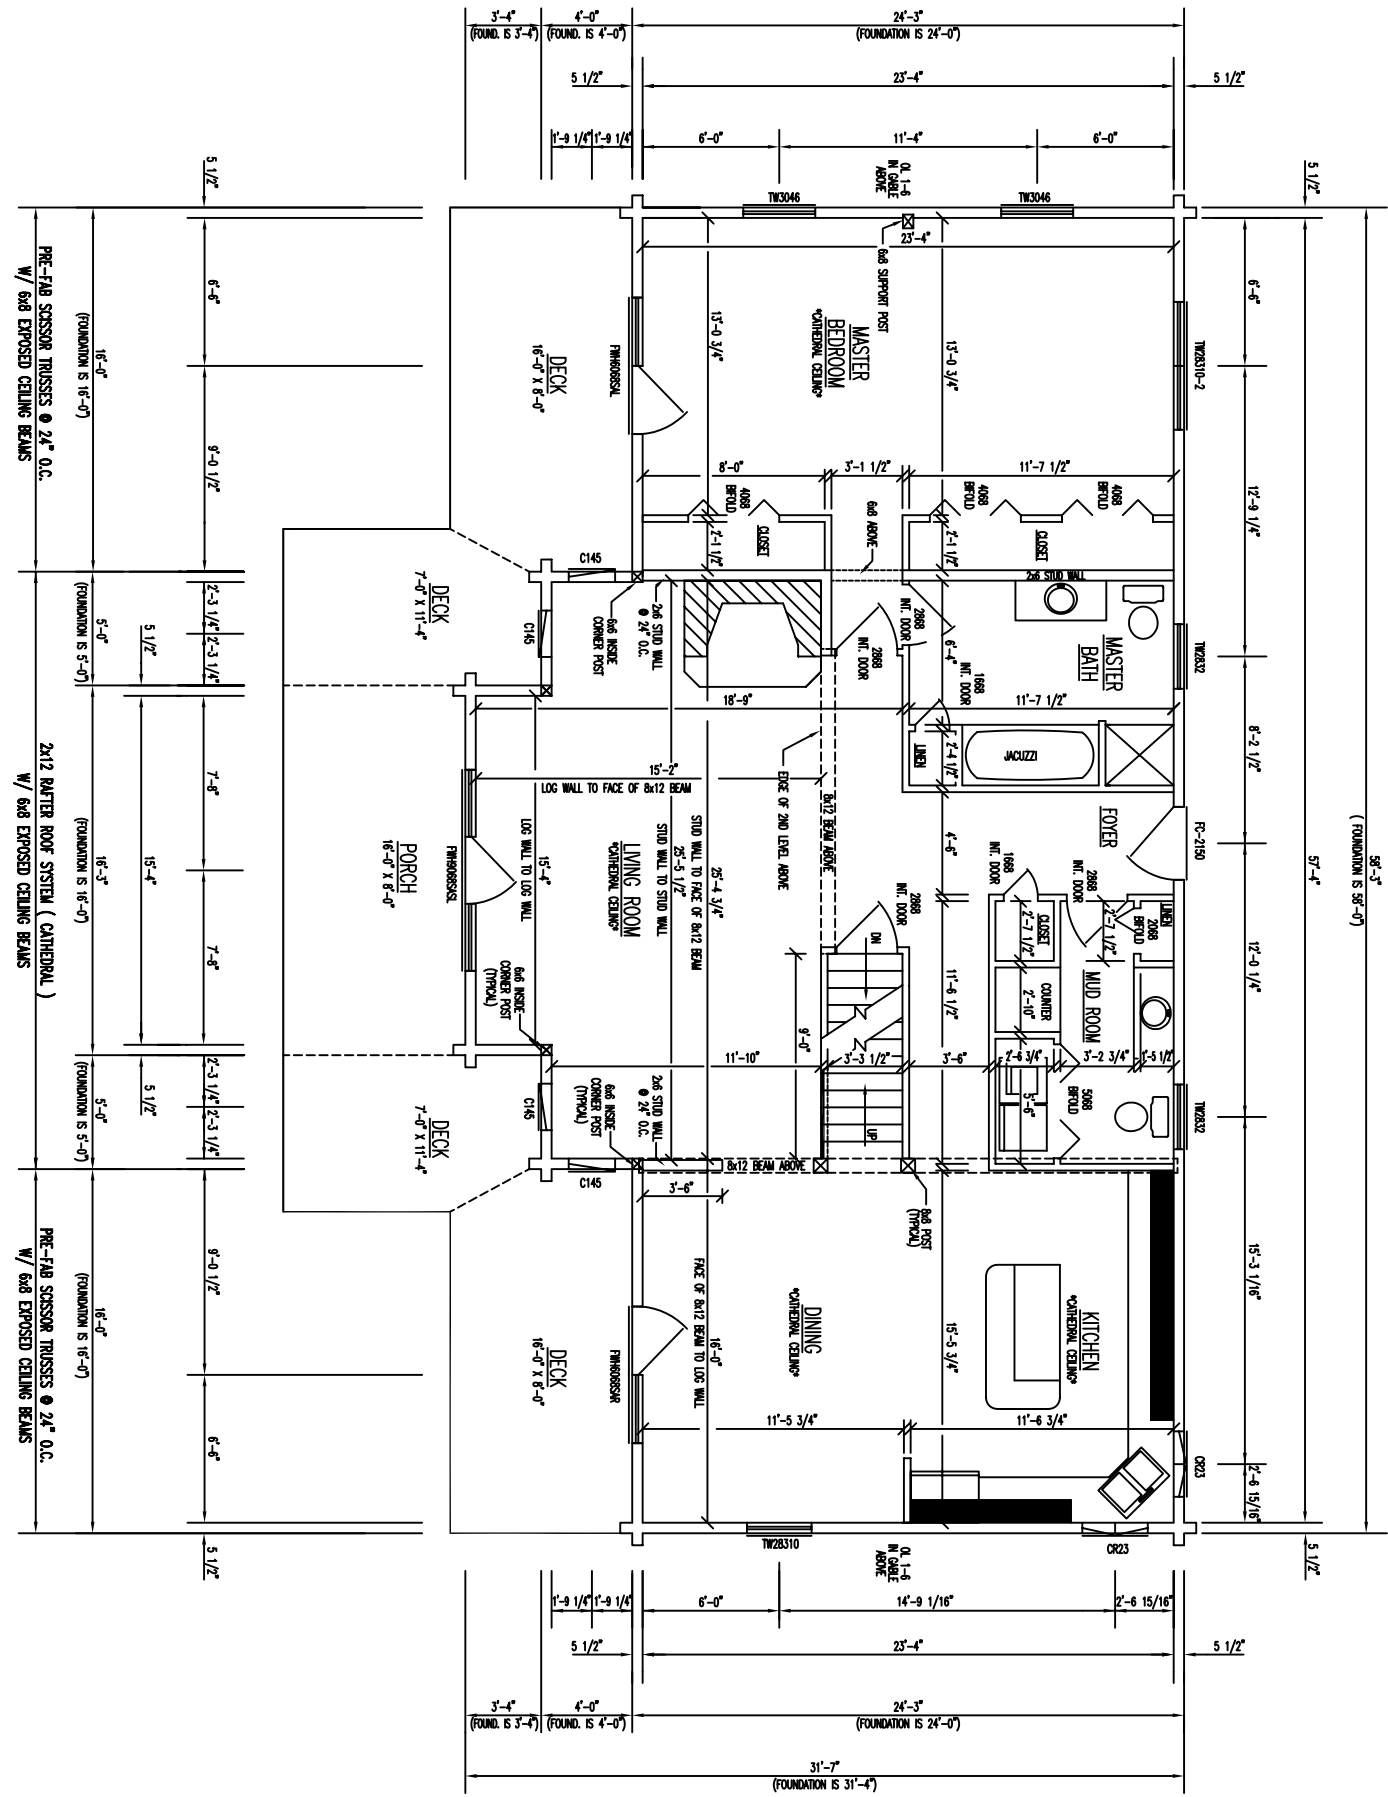 3'-4"
(FOUND. IS 3'-4")
4'-0"
(FOUND. IS 4'-0")
24'-3"
(FOUNDATION IS 24'-0")
5 1/2"
23'-4"
5 1/2"
1'-9 1/4"
1'-9 1/4"
6'-0"
11'-4"
6'-0"
OL 1-6
IN GABLE
ABOVE
5 1/2"
5 1/2"
TW3046
TW3046
23'-4"
6x8 SUPPORT POST
6'-6"
6'-6"
PRE-FAB SCISSOR TRUSSES @ 24" O.C.
W/ 6x8 EXPOSED CEILING BEAMS
16'-0"
(FOUNDATION IS 16'-0")
9'-0 1/2"
DECK
16'-0" X 8'-0"
FWH6068SAL
13'-0 3/4"
MASTER
BEDROOM
*CATHEDRAL CEILING*
13'-0 3/4"
TW28310-2
12'-9 1/4"
8'-0"
3'-1 1/2"
11'-7 1/2"
4068
BIFOLD
4068
BIFOLD
4068
BIFOLD
6x8 ABOVE
2'-1 1/2"
CLOSET
2'-1 1/2"
CLOSET
C145
2x6 STUD WALL
DECK
7'-0" X 11'-4"
C145
6x6 INSIDE
CORNER POST
2x6 STUD WALL
@ 24" O.C.
2868
INT. DOOR
2868
INT. DOOR
6'-4"
1668
INT. DOOR
MASTER
BATH
TW2832
2'-3 1/4"
2'-3 1/4"
5'-0"
(FOUNDATION IS 5'-0")
5 1/2"
18'-9"
11'-7 1/2"
LINEN
2'-4 1/2"
JACUZZI
8'-2 1/2"
15'-2"
LOG WALL TO FACE OF 8x12 BEAM
EDGE OF 2ND LEVEL ABOVE
8x12 BEAM ABOVE
FOYER
FC-2150
4'-6"
2x12 RAFTER ROOF SYSTEM ( CATHEDRAL )
W/ 6x8 EXPOSED CEILING BEAMS
16'-3"
(FOUNDATION IS 16'-0")
15'-4"
7'-8"
7'-8"
PORCH
16'-0" X 8'-0"
FWH9068SASL
15'-4"
LOG WALL TO LOG WALL
LIVING ROOM
*CATHEDRAL CEILING*
25'-5 1/2"
STUD WALL TO STUD WALL
25'-4 3/4"
STUD WALL TO FACE OF 8x12 BEAM
2868
INT. DOOR
1668
INT. DOOR
2868
INT. DOOR
2068
BIFOLD
LINEN
CLOSET
2'-7 1/2"
2'-7 1/2"
58'-3"
( FOUNDATION IS 58'-0")
57'-4"
DN
11'-6 1/2"
COUNTER
2'-10"
MUD ROOM
12'-0 1/4"
6x6 INSIDE
CORNER POST
(TYPICAL)
9'-0"
11'-10"
3'-3 1/2"
3'-6"
2'-6 3/4"
3'-2 3/4"
1'-5 1/2"
2'-3 1/4"
2'-3 1/4"
5 1/2"
5'-0"
(FOUNDATION IS 5'-0")
DECK
7'-0" X 11'-4"
C145
6x6 INSIDE
CORNER POST
(TYPICAL)
2x6 STUD WALL
@ 24" O.C.
UP
5'-6"
5068
BIFOLD
TW2832
C145
8x12 BEAM ABOVE
3'-6"
8x8 POST
(TYPICAL)
PRE-FAB SCISSOR TRUSSES @ 24" O.C.
W/ 6x8 EXPOSED CEILING BEAMS
16'-0"
(FOUNDATION IS 16'-0")
9'-0 1/2"
6'-6"
DECK
16'-0" X 8'-0"
FWH6068SAR
16'-0"
FACE OF 8x12 BEAM TO LOG WALL
DINING
*CATHEDRAL CEILING*
15'-5 3/4"
KITCHEN
*CATHEDRAL CEILING*
15'-3 1/16"
11'-5 3/4"
11'-6 3/4"
CR23
2'-6 15/16"
5 1/2"
TW28310
CR23
OL 1-6
IN GABLE
ABOVE
5 1/2"
1'-9 1/4"
1'-9 1/4"
6'-0"
14'-9 1/16"
2'-6 15/16"
5 1/2"
23'-4"
5 1/2"
3'-4"
(FOUND. IS 3'-4")
4'-0"
(FOUND. IS 4'-0")
24'-3"
(FOUNDATION IS 24'-0")
31'-7"
(FOUNDATION IS 31'-4")